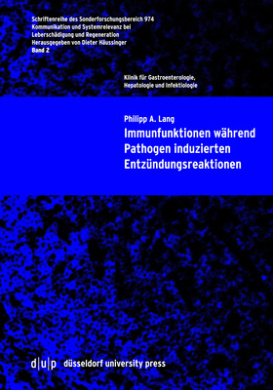 Schriftenreihe des Sonderforschungsbereich 974
Kommunikation und Systemrelevanz bei
Leberschädigung und Regeneration
Herausgegeben von Dieter Häussinger
Band 2
Klinik für Gastroenterologie,
Hepatologie und Infektiologie
Philipp A. Lang
Immunfunktionen während
Pathogen induzierten
Entzündungsreaktionen
d|u|p düsseldorf university press